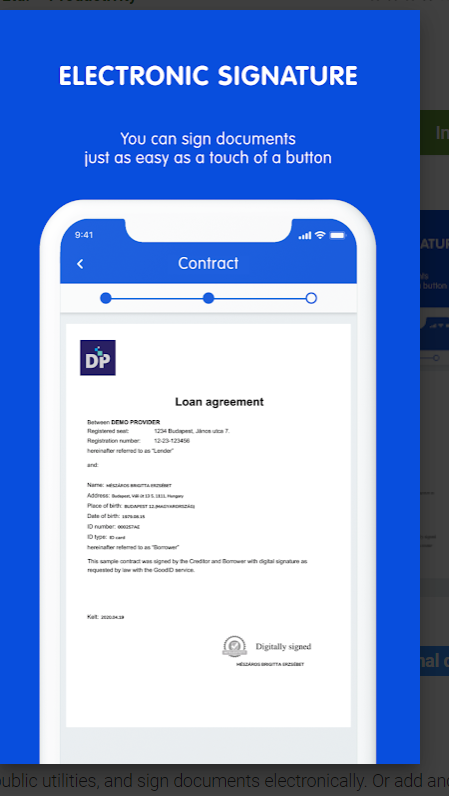 ELECTRONIC SIGNATURE
You can sign documents
just as easy as a touch of a button
9:41
Contract
DP
Loan agreement
Between DEMO PROVIDER
Registered seat: 1234 Budapest, János utca 7.
Registration number: 12-23-123456
hereinafter referred to as "Lender"
and:
Name: MÉSZÁROS BRIGITTA ERZSÉBET
Address: Budapest, Váli út 10 5, 1031, Hungary
Place of birth: BUDAPEST 12 (MAGYARORSZÁG)
Date of birth: 1979.08.15
ID number: 000257AE
ID type: ID card
hereinafter referred to as "Borrower"
This sample contract was signed by the Creditor and Borrower with digital signature as
requested by law with the GoodID service.
Kelt: 2020.04.18
Digitally signed
MÉSZÁROS BRIGITTA ERZSÉBET
In
ATUR
button
nal
public utilities, and sign documents electronically. Or add and